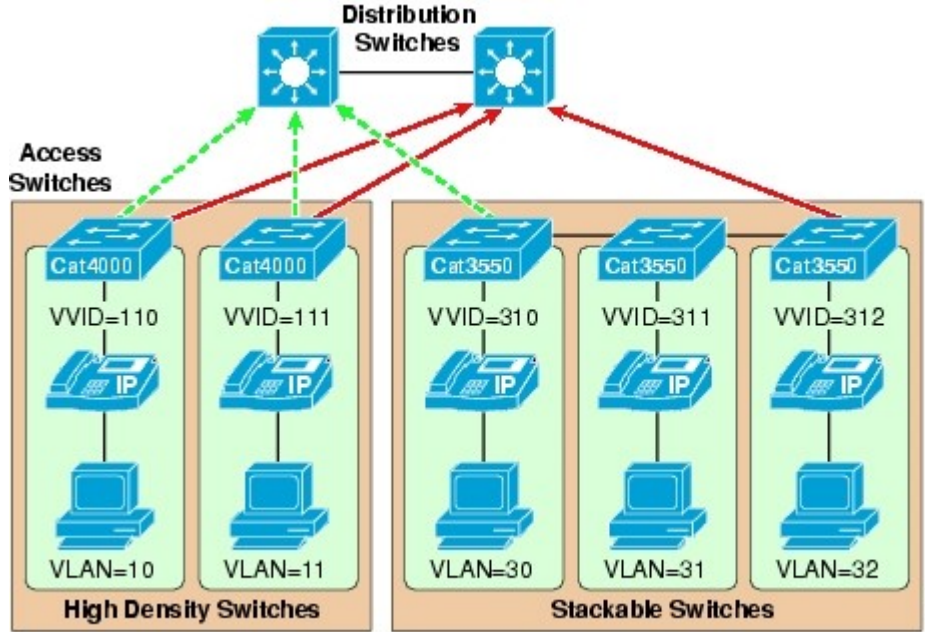 Distribution
Switches
Access
Switches
Cat4000
Cat4000
Cat3550
Cat3550
Cat3550
VVID=110
VVID=111
VVID=310
VVID=311
VVID=312
IP
IP
IP
IP
IP
VLAN=10
VLAN=11
VLAN=30
VLAN=31
VLAN=32
High Density Switches
Stackable Switches